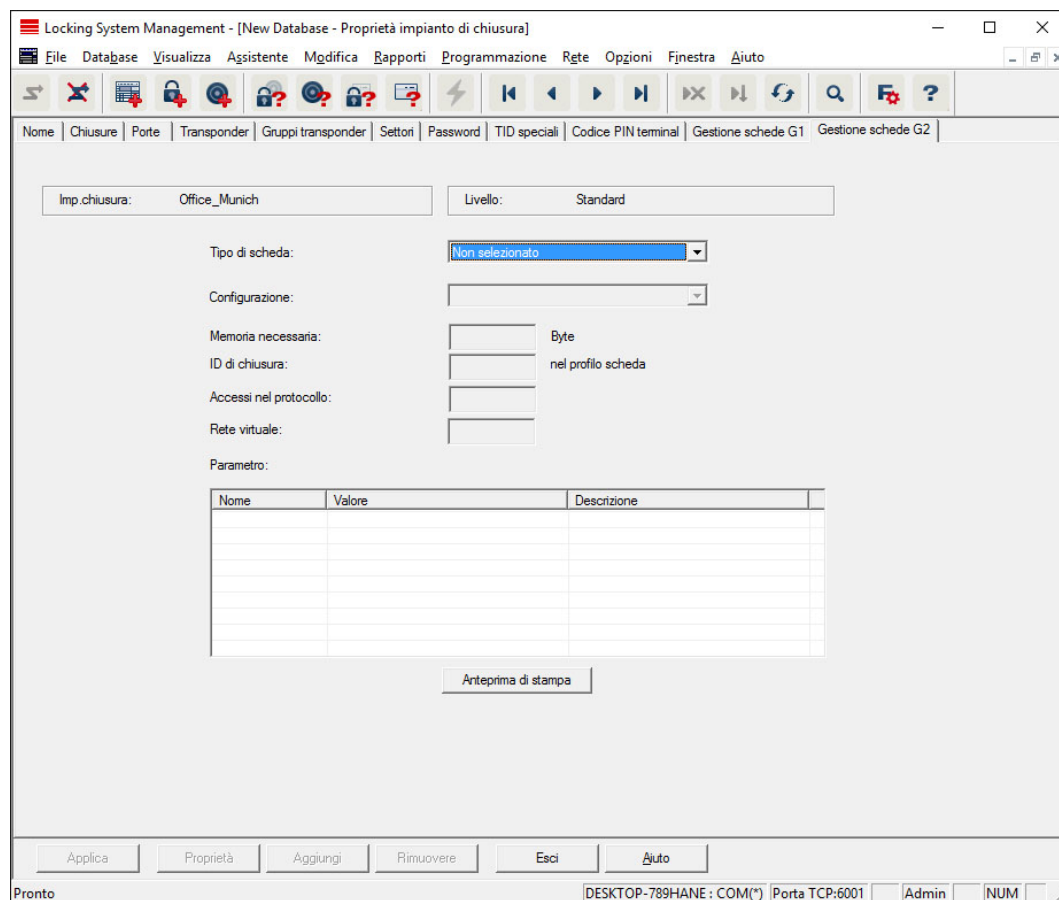 Locking System Management - [New Database - Proprietà impianto di chiusura]
File Database Visualizza Assistente Modifica Rapporti Programmazione Rete Opzioni Finestra Aiuto
Nome Chiusure Porte Transponder Gruppi transponder Settori Password TID speciali Codice PIN terminal Gestione schede G1 Gestione schede G2
Imp.chiusura: Office_Munich Livello: Standard
Tipo di scheda: Non selezionato
Configurazione:
Memoria necessaria: Byte
ID di chiusura: nel profilo scheda
Accessi nel protocollo:
Rete virtuale:
Parametro:
Nome Valore Descrizione
Anteprima di stampa
Applica Proprietà Aggiungi Rimuovere Esci Aiuto
Pronto DESKTOP-789HANE : COM(*) Porta TCP:6001 Admin NUM